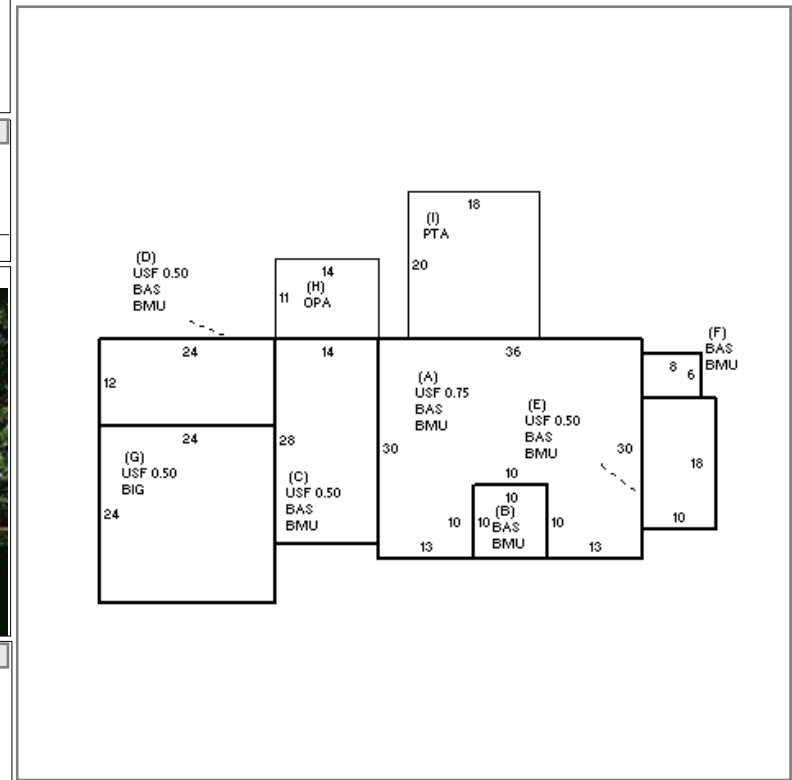 18
(I)
PTA
20
(D)
USF 0.50
BAS
BMU
14
(H)
11
OPA
(F)
BAS
BMU
24
14
36
8
6
12
(A)
USF 0.75
BAS
BMU
(E)
USF 0.50
BAS
BMU
24
(G)
USF 0.50
BIG
24
28
(C)
USF 0.50
BAS
BMU
30
30
18
10
10
10
10
(B)
BAS
BMU
10
13
13
10